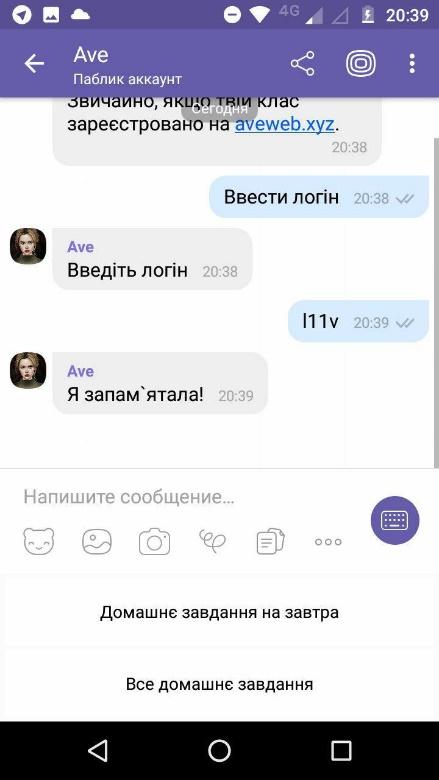 4G 20:39
Ave
Паблик аккаунт
Звичайно, якщо твій клас
Сегодня
зареєстровано на aveweb.xyz.
20:38
Ввести логін 20:38
Ave
Введіть логін 20:38
l11v 20:39
Ave
Я запам`ятала! 20:39
Напишите сообщение...
Домашнє завдання на завтра
Все домашнє завдання